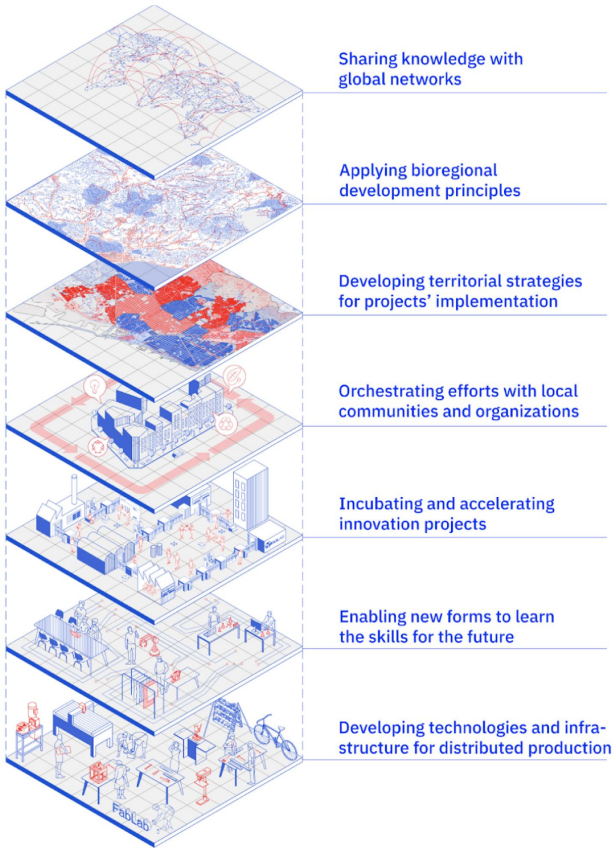 Sharing knowledge with
global networks
Applying bioregional
development principles
Developing territorial strategies
for projects’ implementation
Orchestrating efforts with local
communities and organizations
Incubating and accelerating
innovation projects
Enabling new forms to learn
the skills for the future
Developing technologies and infra-
structure for distributed production
FabLab